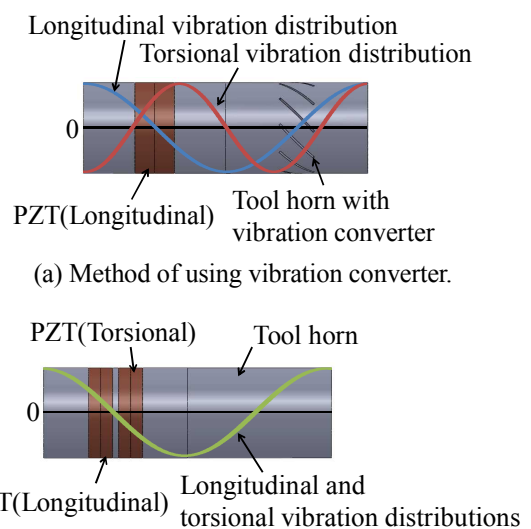 Longitudinal vibration distribution
Torsional vibration distribution
0
PZT(Longitudinal)
Tool horn with
vibration converter
(a) Method of using vibration converter.
PZT(Torsional)
Tool horn
0
T(Longitudinal)
Longitudinal and
torsional vibration distributions